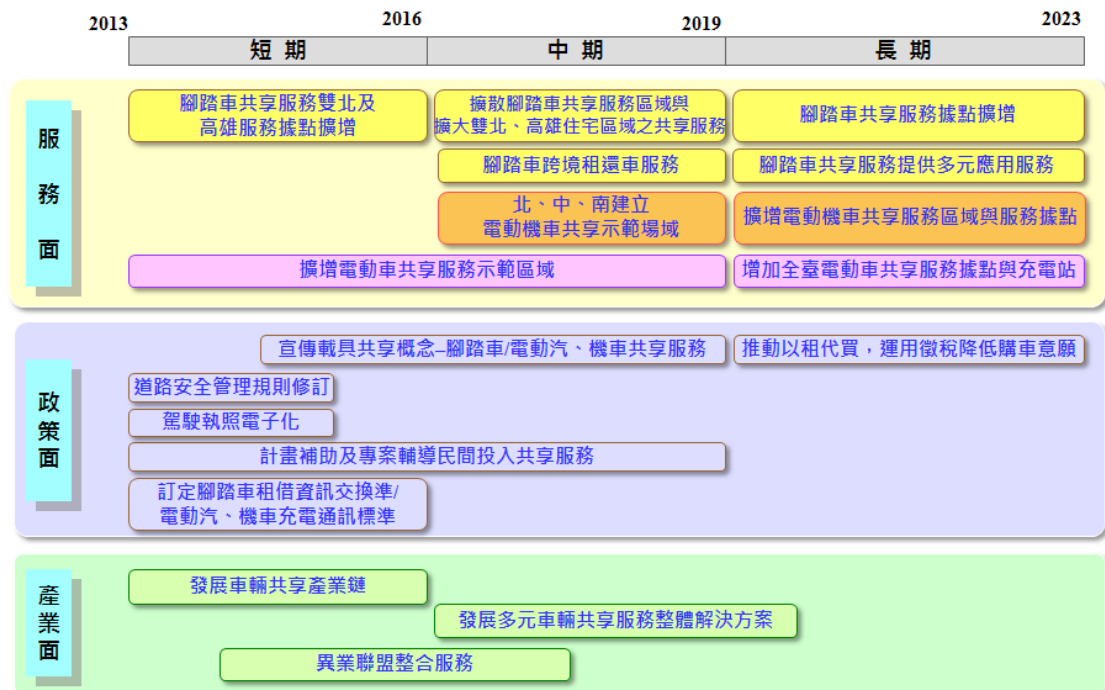 2013
2016
2019
2023
短 期
中 期
長 期
服
務
面
腳踏車共享服務雙北及
高雄服務據點擴增
擴散腳踏車共享服務區域與
擴大雙北、高雄住宅區域之共享服務
腳踏車共享服務據點擴增
腳踏車跨境租還車服務
腳踏車共享服務提供多元應用服務
北、中、南建立
電動機車共享示範場域
擴增電動機車共享服務區域與服務據點
擴增電動車共享服務示範區域
增加全臺電動車共享服務據點與充電站
政
策
面
宣傳載具共享概念–腳踏車/電動汽、機車共享服務
推動以租代買，運用徵稅降低購車意願
道路安全管理規則修訂
駕駛執照電子化
計畫補助及專案輔導民間投入共享服務
訂定腳踏車租借資訊交換準/
電動汽、機車充電通訊標準
產
業
面
發展車輛共享產業鏈
發展多元車輛共享服務整體解決方案
異業聯盟整合服務